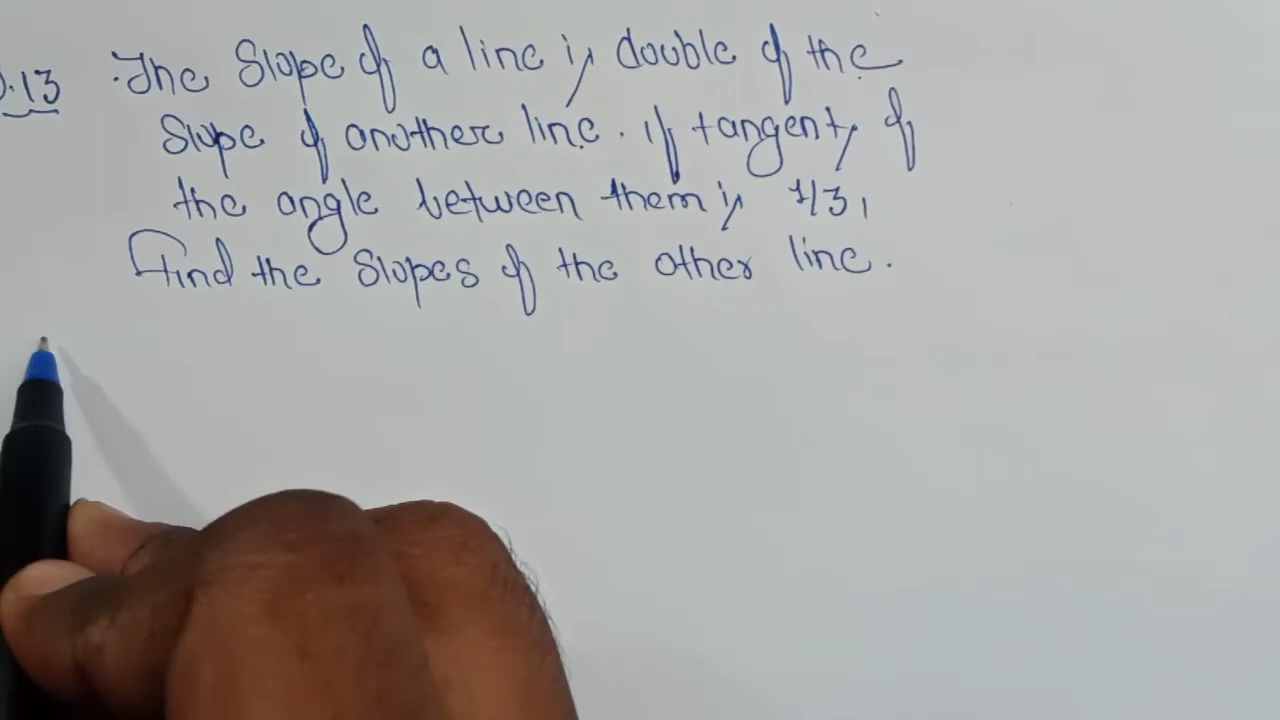 Q.13 The Slope of a line is double of the
Slope of another line. If tangent of
the angle between them is 1/3,
Find the Slopes of the other line.